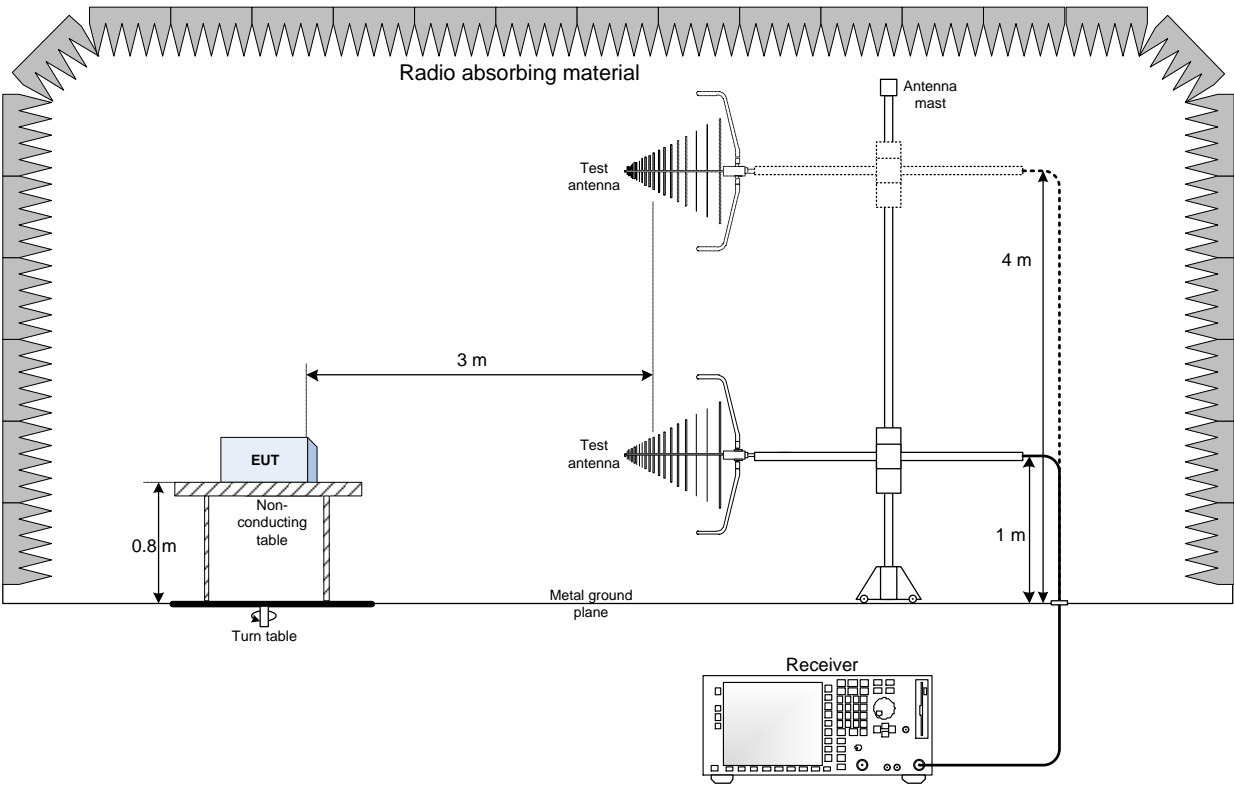 Radio absorbing material
Antenna
mast
Test
antenna
4 m
3 m
Test
antenna
EUT
Non-
conducting
table
0.8 m
1 m
Metal ground
plane
Turn table
Receiver